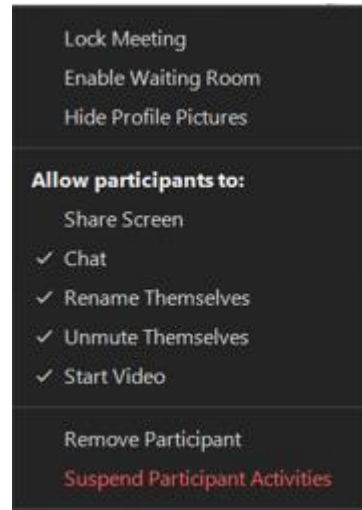 Lock Meeting
Enable Waiting Room
Hide Profile Pictures
Allow participants to:
Share Screen
Chat
Rename Themselves
Unmute Themselves
Start Video
Remove Participant
Suspend Participant Activities